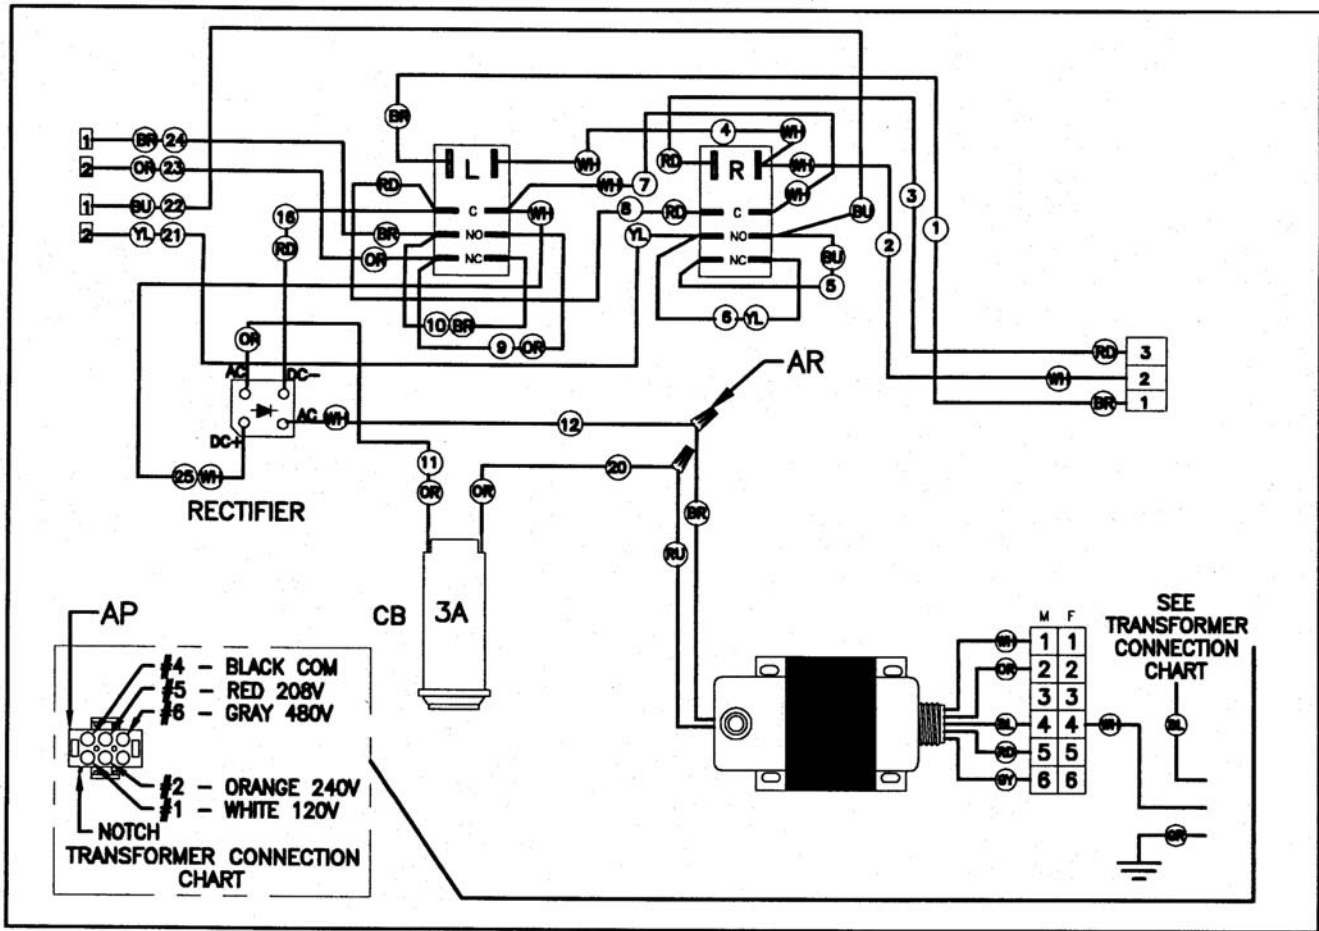 BR
4
WH
1 BR 24
L
WH
RD
R
WH
2 OR 23
RD
WH
7
WH
3
1 BU 22
16
C
WH
8
RD
C
BU
1
2 YL 21
BR
NO
YL
NO
2
RD
OR
NC
NC
BU
5
10 BR
6 YL
9 OR
OR
AC
DC-
AR
RD 3
WH 2
BR 1
AC WH
12
DC+
11
20
25 WH
OR
OR
RECTIFIER
BR
RU
AP
CB
3A
SEE
TRANSFORMER
CONNECTION
CHART
M F
WH 1 1
OR 2 2
3 3
BL 4 4 WH
BL
RD 5 5
GY 6 6
GR
#4 - BLACK COM
#5 - RED 208V
#6 - GRAY 480V
#2 - ORANGE 240V
#1 - WHITE 120V
NOTCH
TRANSFORMER CONNECTION
CHART